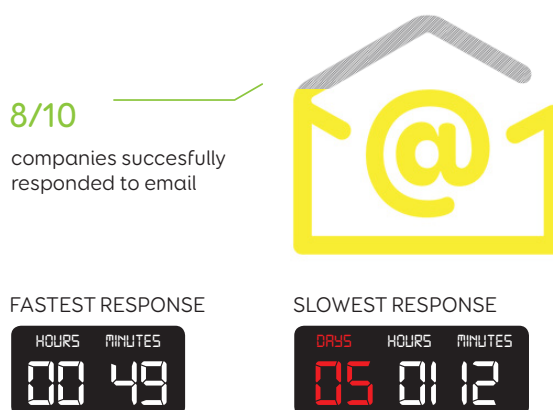 8/10
companies succesfully
responded to email
@
FASTEST RESPONSE
HOURS MINUTES
00 49
SLOWEST RESPONSE
DAYS HOURS MINUTES
05 01 12